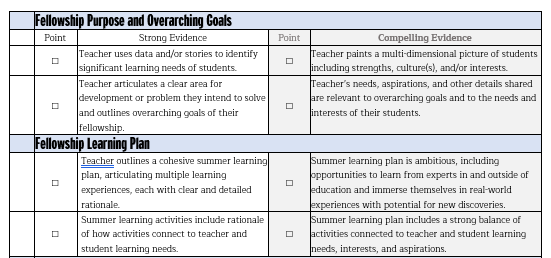 Fellowship Purpose and Overarching Goals
Point Strong Evidence Point Compelling Evidence
☐ Teacher uses data and/or stories to identify
significant learning needs of students.
☐ Teacher paints a multi-dimensional picture of students
including strengths, culture(s), and/or interests.
☐ Teacher articulates a clear area for
development or problem they intend to solve
and outlines overarching goals of their
fellowship.
☐ Teacher's needs, aspirations, and other details shared
are relevant to overarching goals and to the needs and
interests of their students.
Fellowship Learning Plan
☐ Teacher outlines a cohesive summer learning
plan, articulating multiple learning
experiences, each with clear and detailed
rationale.
☐ Summer learning plan is ambitious, including
opportunities to learn from experts in and outside of
education and immerse themselves in real-world
experiences with potential for new discoveries.
☐ Summer learning activities include rationale
of how activities connect to teacher and
student learning needs.
☐ Summer learning plan includes a strong balance of
activities connected to teacher and student learning
needs, interests, and aspirations.